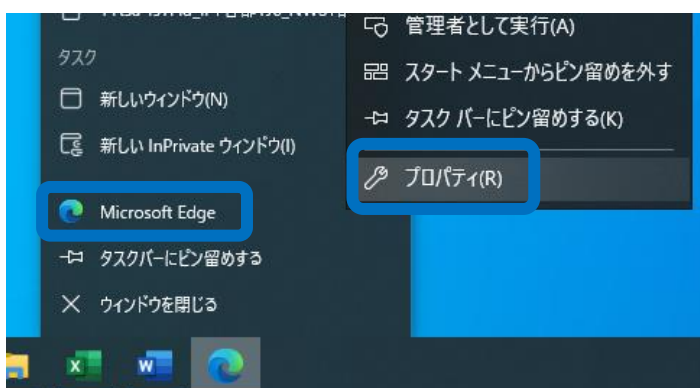 タスク
新しいウィンドウ(N)
新しい InPrivate ウィンドウ(I)
Microsoft Edge
タスクバーにピン留めする
ウィンドウを閉じる
管理者として実行(A)
スタート メニューからピン留めを外す
タスク バーにピン留めする(K)
プロパティ(R)